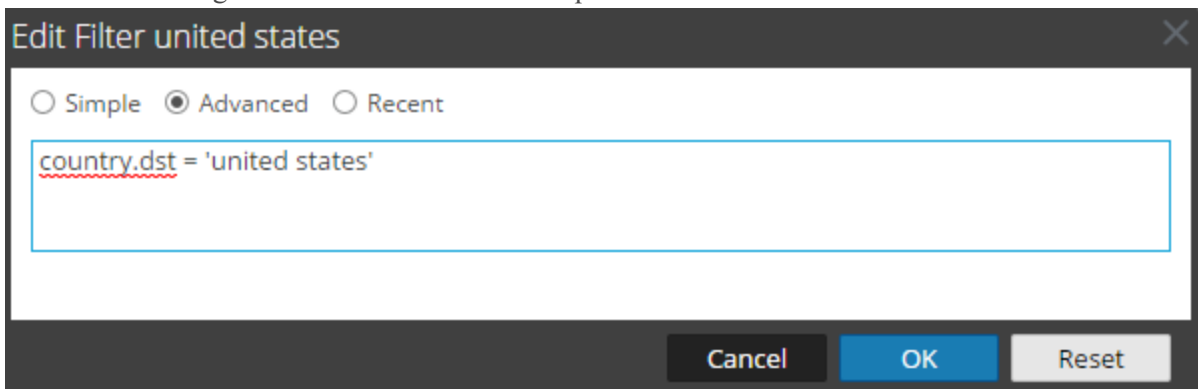 Edit Filter united states
Simple Advanced Recent
country.dst = 'united states'
Cancel OK Reset